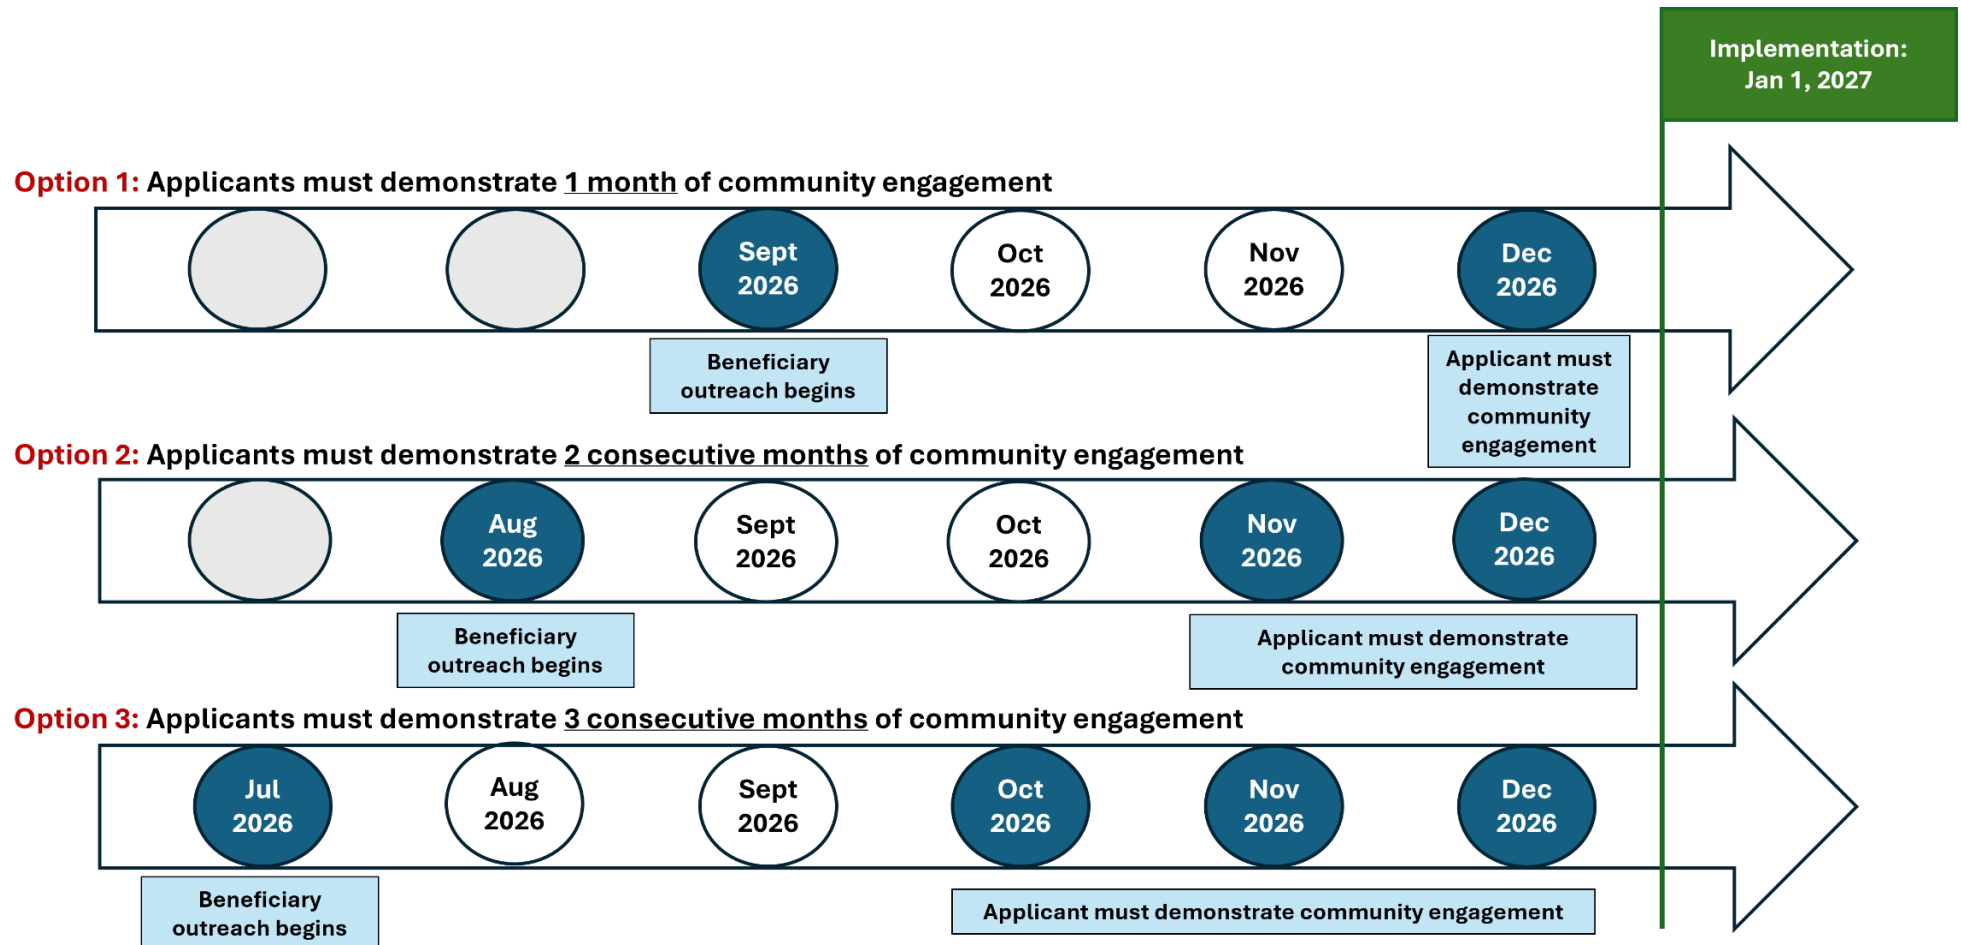 Implementation:
Jan 1, 2027
Option 1: Applicants must demonstrate 1 month of community engagement
Sept
2026
Oct
2026
Nov
2026
Dec
2026
Beneficiary
outreach begins
Applicant must
demonstrate
community
engagement
Option 2: Applicants must demonstrate 2 consecutive months of community engagement
Aug
2026
Sept
2026
Oct
2026
Nov
2026
Dec
2026
Beneficiary
outreach begins
Applicant must demonstrate
community engagement
Option 3: Applicants must demonstrate 3 consecutive months of community engagement
Jul
2026
Aug
2026
Sept
2026
Oct
2026
Nov
2026
Dec
2026
Beneficiary
outreach begins
Applicant must demonstrate community engagement